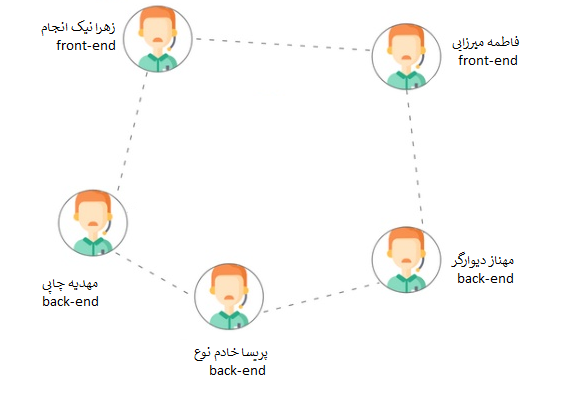 زهرا نیک انجام
front-end
فاطمه میرزایی
front-end
مهناز دیوارگر
back-end
مهدیه چاپی
back-end
پریسا خادم نوع
back-end